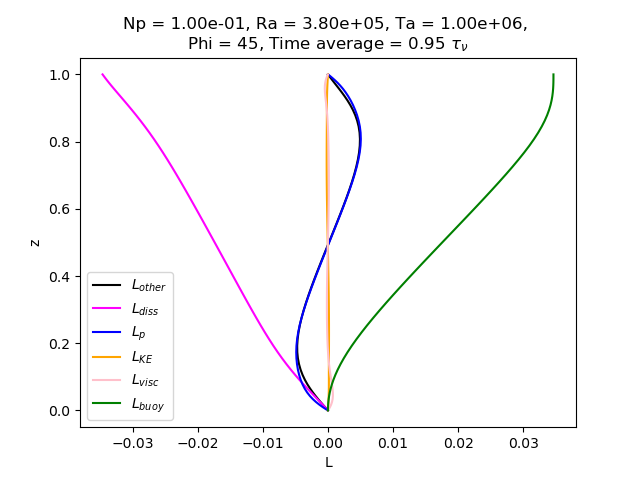 Np = 1.00e-01, Ra = 3.80e+05, Ta = 1.00e+06,
Phi = 45, Time average = 0.95 τ_ν
1.0
0.8
0.6
0.4
0.2
0.0
z
L_other
L_diss
L_p
L_KE
L_visc
L_buoy
−0.03 −0.02 −0.01 0.00 0.01 0.02 0.03
L